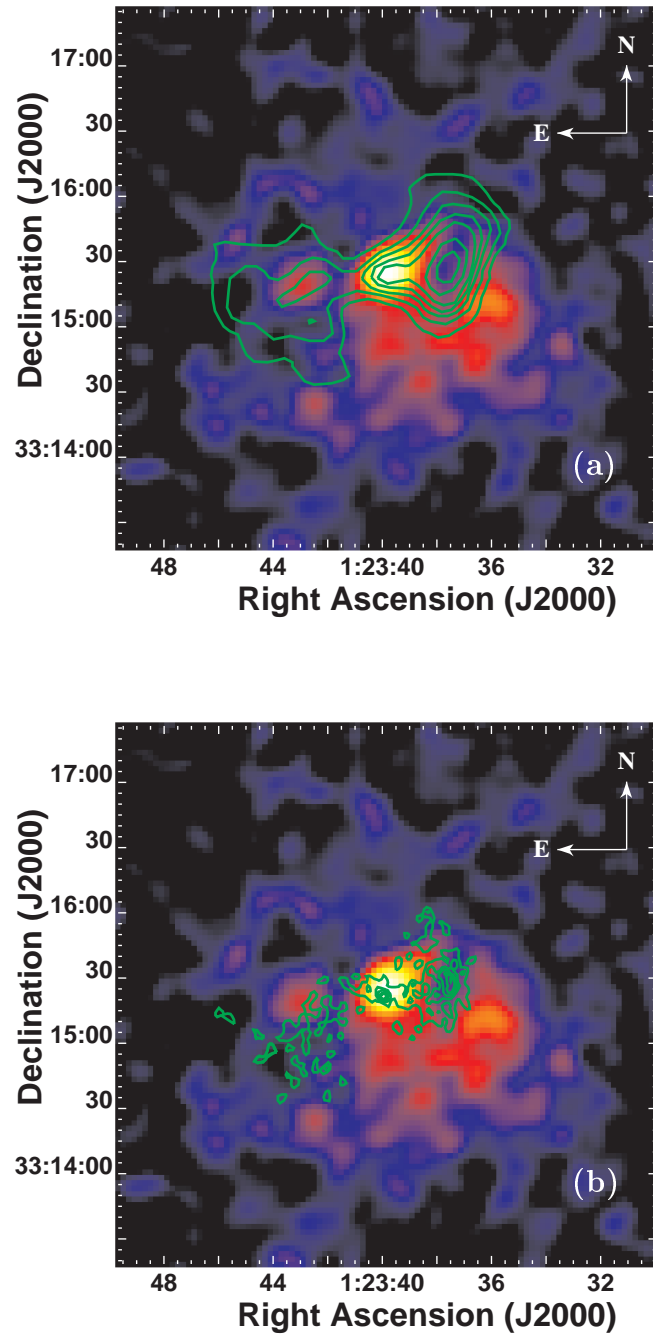 N
17:00
E
30
16:00
30
15:00
30
33:14:00
Declination (J2000)
(a)
48 44 1:23:40 36 32
Right Ascension (J2000)
N
17:00
E
30
16:00
30
15:00
30
33:14:00
Declination (J2000)
(b)
48 44 1:23:40 36 32
Right Ascension (J2000)